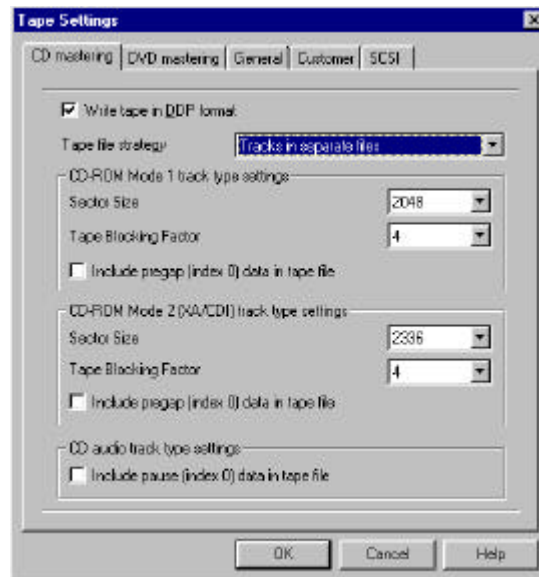 Tape Settings
CD mastering DVD mastering General Customer SCSI
Write tape in DDP format
Tape file strategy Tracks in separate files
CD-ROM Mode 1 track type settings
Sector Size 2048
Tape Blocking Factor 4
Include pregap (index 0) data in tape file
CD-ROM Mode 2 (XA/CDI) track type settings
Sector Size 2336
Tape Blocking Factor 4
Include pregap (index 0) data in tape file
CD audio track type settings
Include pause (index 0) data in tape file
OK Cancel Help